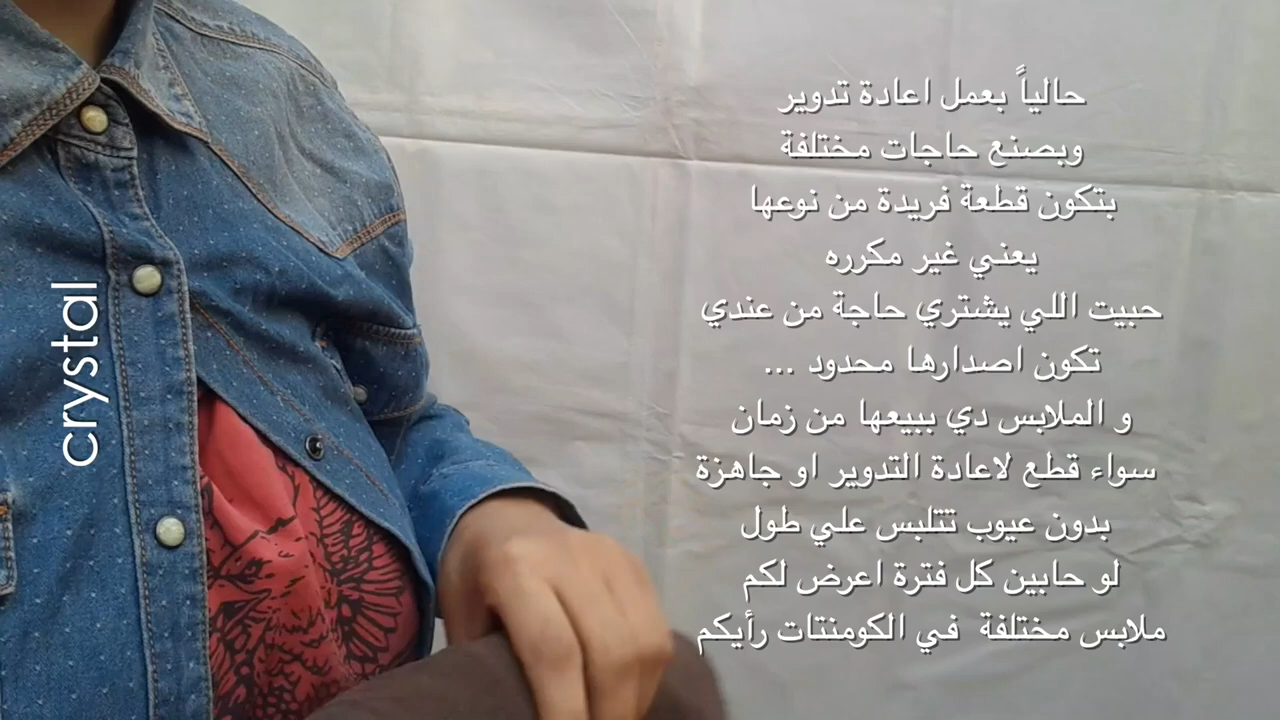 حالياً بعمل اعادة تدوير
وبصنع حاجات مختلفة
بتكون قطعة فريدة من نوعها
يعني غير مكرره
حبيت اللي يشتري حاجة من عندي
تكون اصدارها محدود ...
و الملابس دي ببيعها من زمان
سواء قطع لاعادة التدوير او جاهزة
بدون عيوب تتلبس علي طول
لو حابين كل فترة اعرض لكم
ملابس مختلفة في الكومنتات رأيكم
crystal